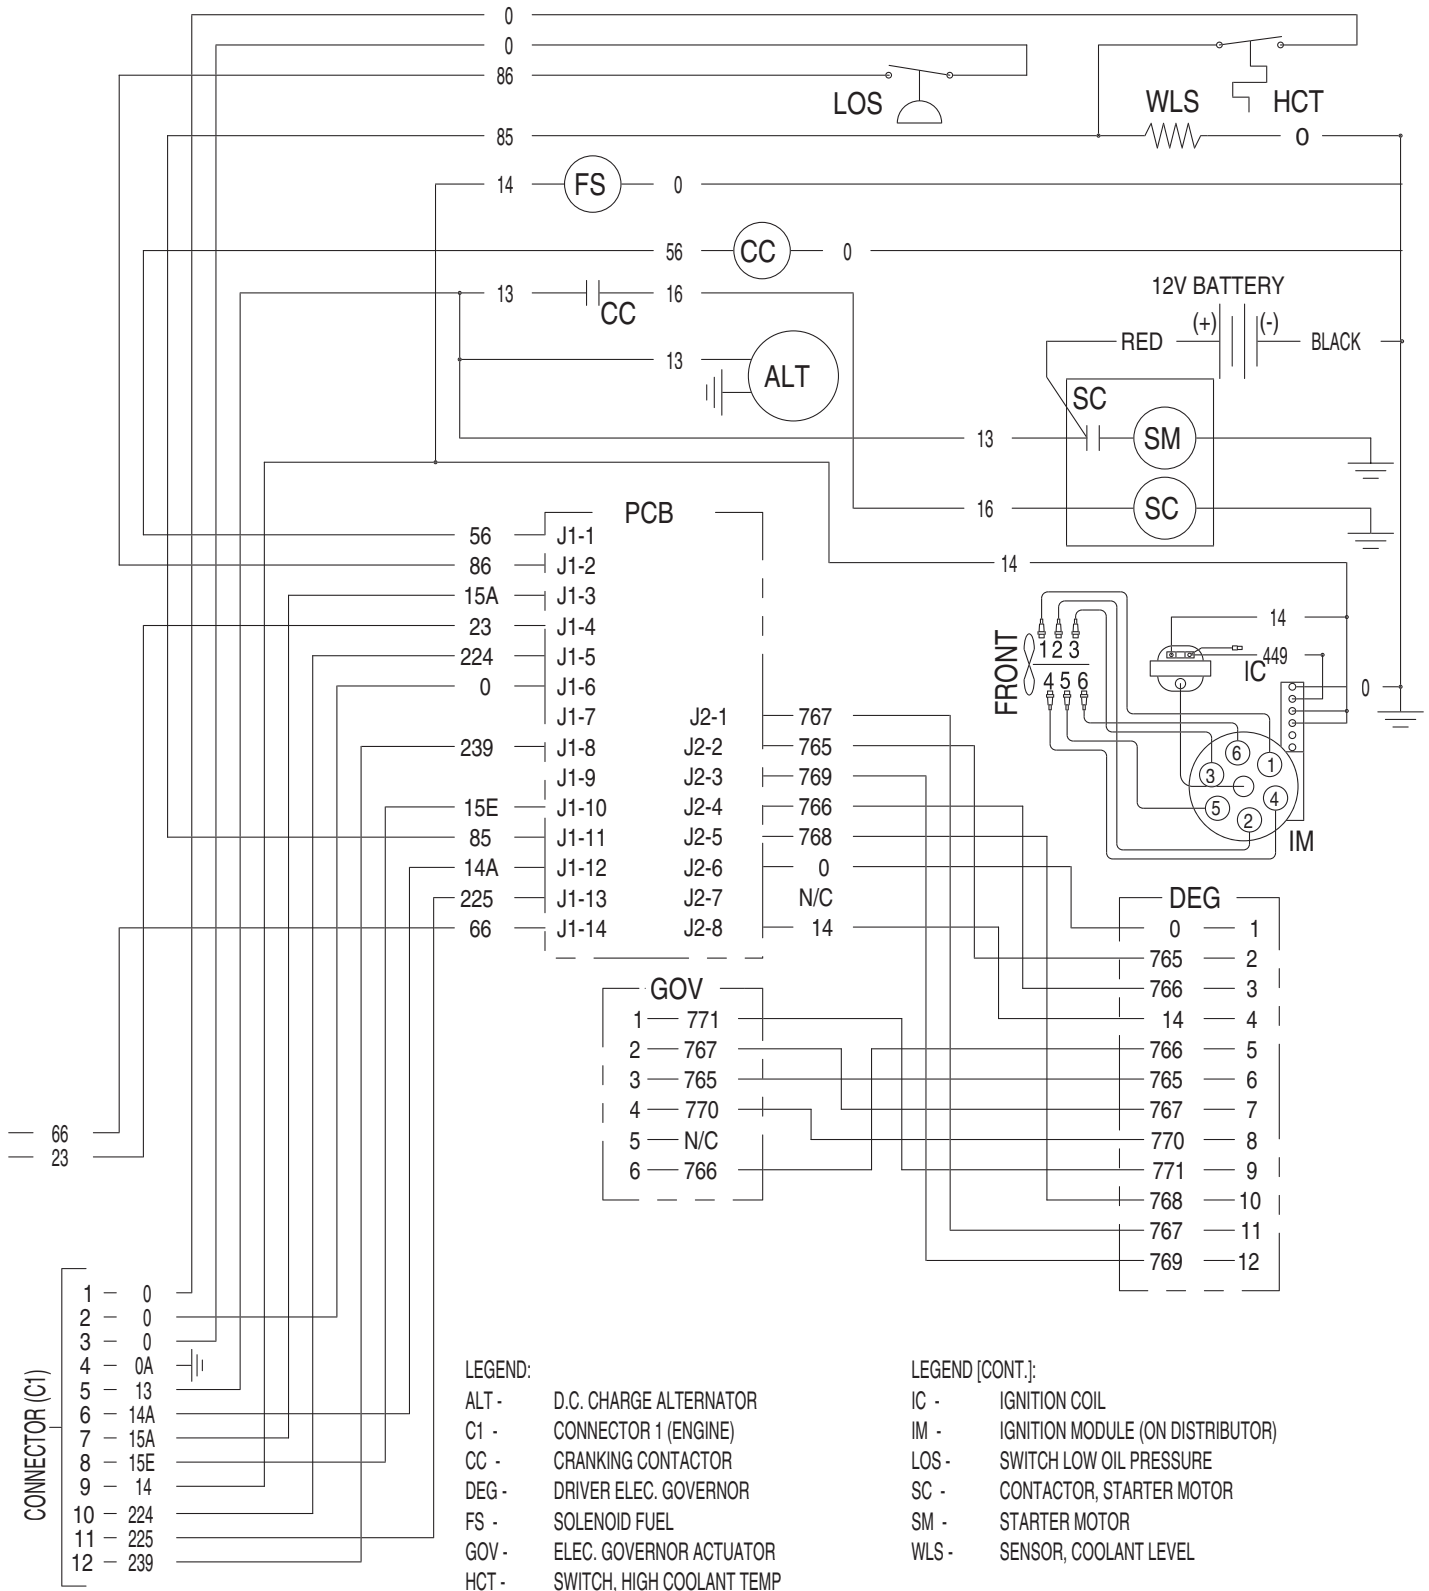 0
0
86
LOS
WLS
HCT
85
0
14 FS 0
56 CC 0
13 CC 16
12V BATTERY
RED (+) (-) BLACK
13 ALT
SC
13 SM
16 SC
PCB
56 J1-1
86 J1-2
15A J1-3
23 J1-4
224 J1-5
0 J1-6
J1-7 J2-1 767
239 J1-8 J2-2 765
J1-9 J2-3 769
15E J1-10 J2-4 766
85 J1-11 J2-5 768
14A J1-12 J2-6 0
225 J1-13 J2-7 N/C
66 J1-14 J2-8 14
14
14
FRONT
1 2 3
4 5 6
449
IC
0
6
1
3
4
5
2
IM
DEG
0 1
765 2
766 3
14 4
766 5
765 6
767 7
770 8
771 9
768 10
767 11
769 12
GOV
1 771
2 767
3 765
4 770
5 N/C
6 766
66
23
CONNECTOR (C1)
1 - 0
2 - 0
3 - 0
4 - 0A
5 - 13
6 - 14A
7 - 15A
8 - 15E
9 - 14
10 - 224
11 - 225
12 - 239
LEGEND:
ALT - D.C. CHARGE ALTERNATOR
C1 - CONNECTOR 1 (ENGINE)
CC - CRANKING CONTACTOR
DEG - DRIVER ELEC. GOVERNOR
FS - SOLENOID FUEL
GOV - ELEC. GOVERNOR ACTUATOR
HCT - SWITCH, HIGH COOLANT TEMP
LEGEND [CONT.]:
IC - IGNITION COIL
IM - IGNITION MODULE (ON DISTRIBUTOR)
LOS - SWITCH LOW OIL PRESSURE
SC - CONTACTOR, STARTER MOTOR
SM - STARTER MOTOR
WLS - SENSOR, COOLANT LEVEL